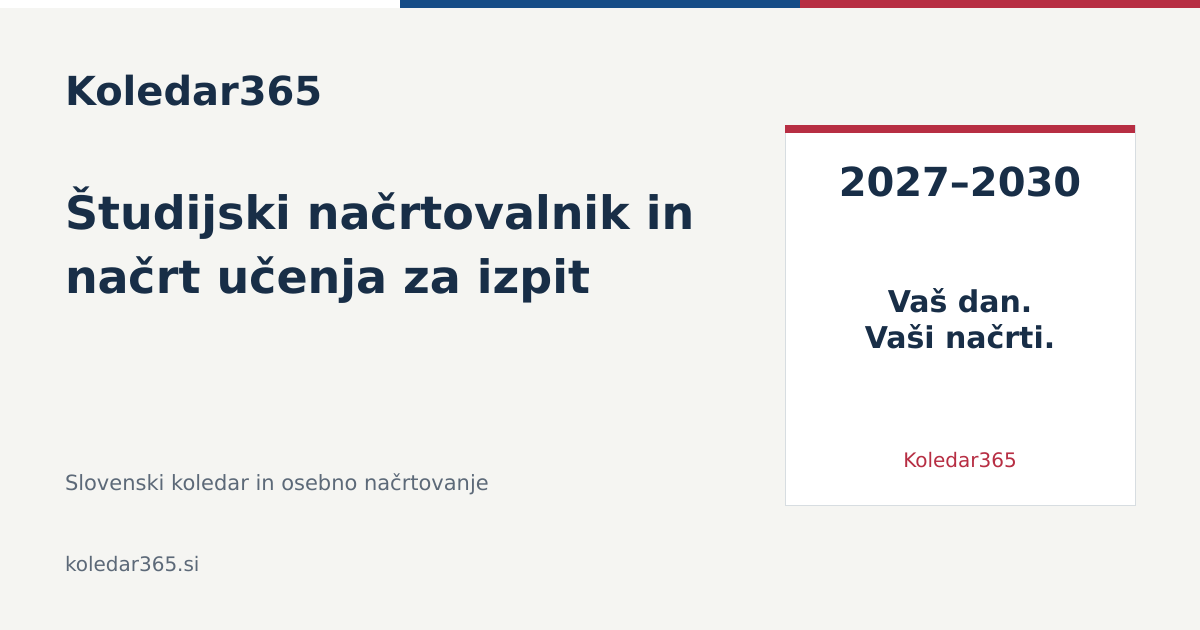 Koledar365
Študijski načrtovalnik in
načrt učenja za izpit
Slovenski koledar in osebno načrtovanje
koledar365.si
2027–2030
Vaš dan.
Vaši načrti.
Koledar365